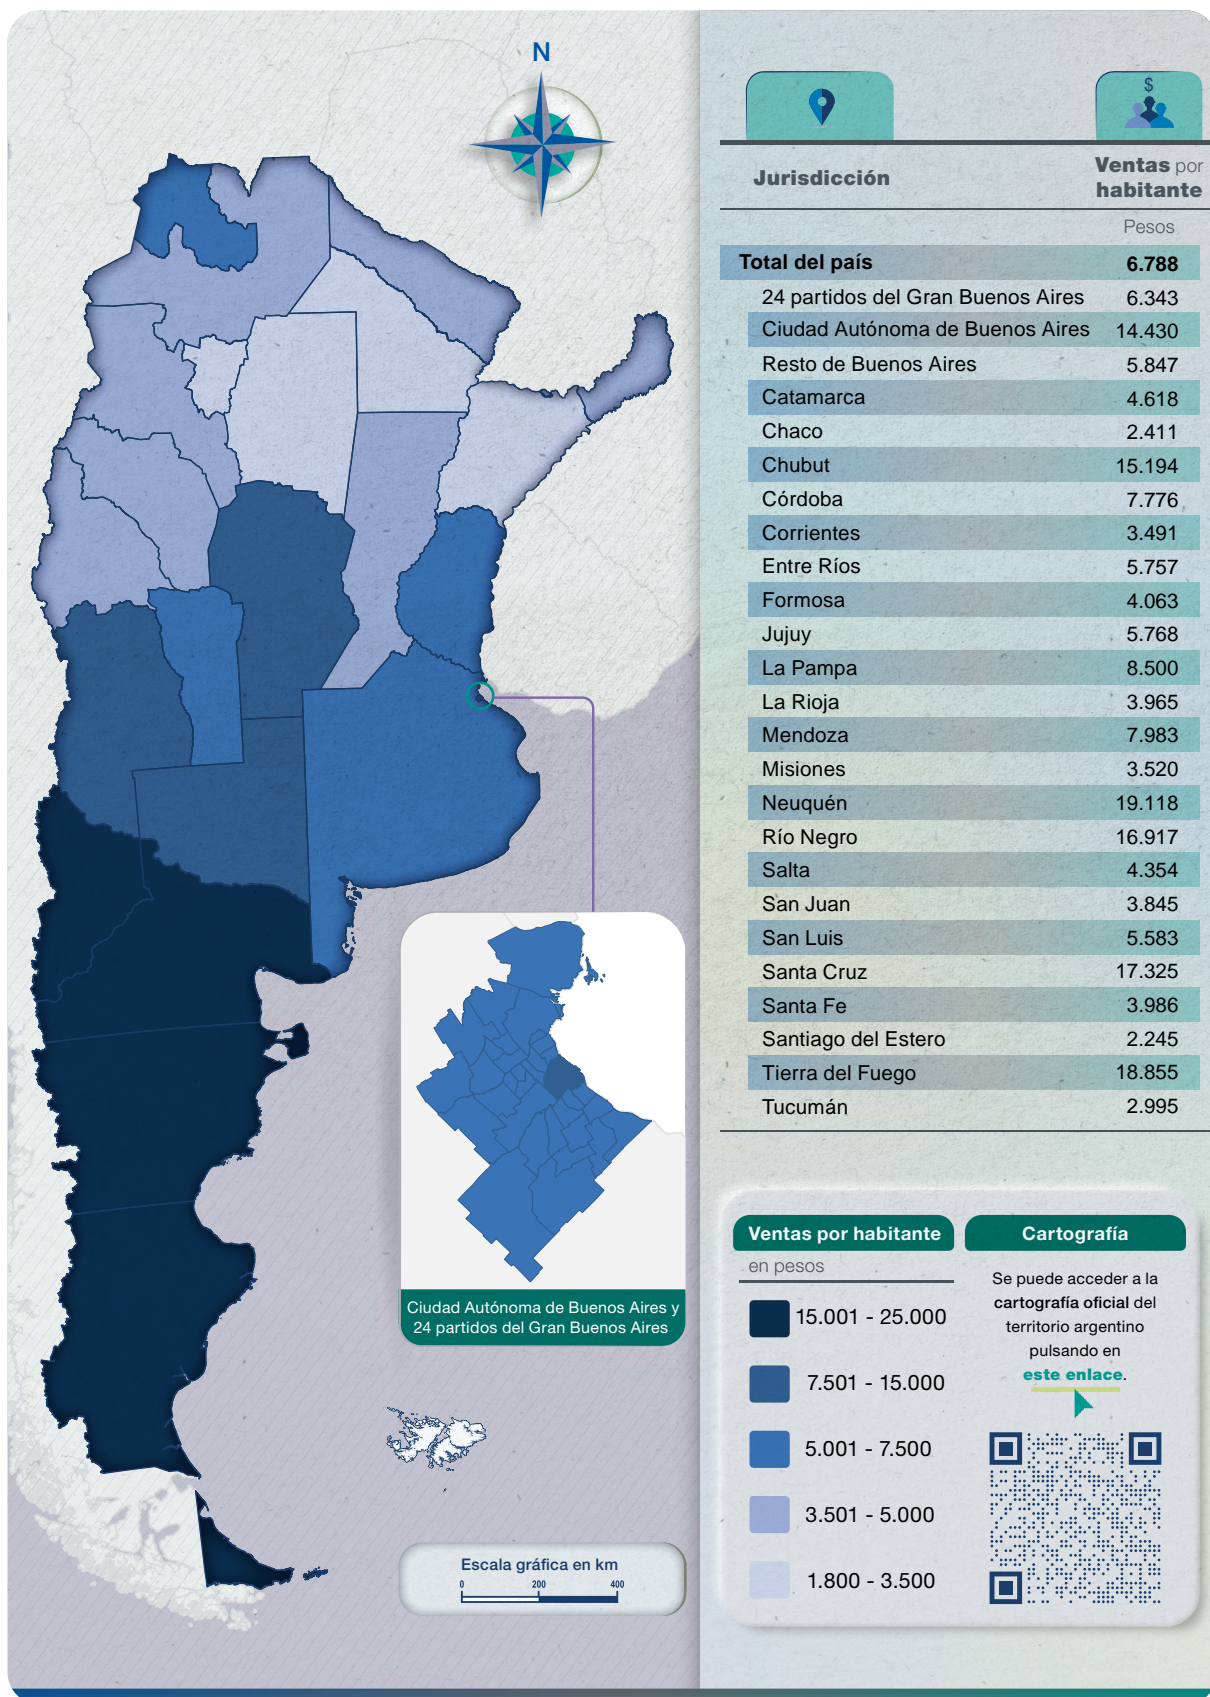 N
$
Jurisdicción
Ventas por
habitante
Pesos
Total del país 6.788
24 partidos del Gran Buenos Aires 6.343
Ciudad Autónoma de Buenos Aires 14.430
Resto de Buenos Aires 5.847
Catamarca 4.618
Chaco 2.411
Chubut 15.194
Córdoba 7.776
Corrientes 3.491
Entre Ríos 5.757
Formosa 4.063
Jujuy 5.768
La Pampa 8.500
La Rioja 3.965
Mendoza 7.983
Misiones 3.520
Neuquén 19.118
Río Negro 16.917
Salta 4.354
San Juan 3.845
San Luis 5.583
Santa Cruz 17.325
Santa Fe 3.986
Santiago del Estero 2.245
Tierra del Fuego 18.855
Tucumán 2.995
Ciudad Autónoma de Buenos Aires y
24 partidos del Gran Buenos Aires
Escala gráfica en km
0 200 400
Ventas por habitante
en pesos
15.001 - 25.000
7.501 - 15.000
5.001 - 7.500
3.501 - 5.000
1.800 - 3.500
Cartografía
Se puede acceder a la
cartografía oficial del
territorio argentino
pulsando en
este enlace.